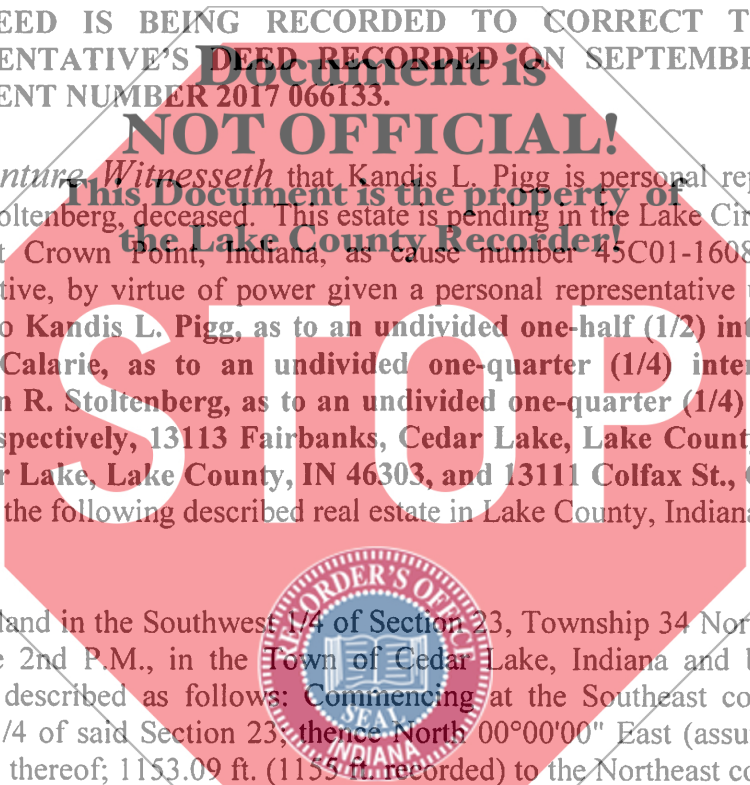 EED IS BEING RECORDED TO CORRECT T
ENTATIVE'S DEED RECORDED ON SEPTEMBE
ENT NUMBER 2017 066133.
Document is
NOT OFFICIAL!
This Document is the property of
the Lake County Recorder!
nture Witnesseth that Kandis L. Pigg is personal rep
oltenberg, deceased. This estate is pending in the Lake Cir
t Crown Point, Indiana, as cause number 45C01-1608
tive, by virtue of power given a personal representative u
o Kandis L. Pigg, as to an undivided one-half (1/2) int
Calarie, as to an undivided one-quarter (1/4) inter
n R. Stoltenberg, as to an undivided one-quarter (1/4)
spectively, 13113 Fairbanks, Cedar Lake, Lake County
r Lake, Lake County, IN 46303, and 13111 Colfax St., C
the following described real estate in Lake County, Indiana
STOP
land in the Southwest 1/4 of Section 23, Township 34 Nor
e 2nd P.M., in the Town of Cedar Lake, Indiana and b
described as follows: Commencing at the Southeast co
/4 of said Section 23; thence North 00°00'00" East (assu
thereof; 1153.09 ft. (1155 ft. recorded) to the Northeast co
RECORDER'S OFFICE
SEAL
INDIANA